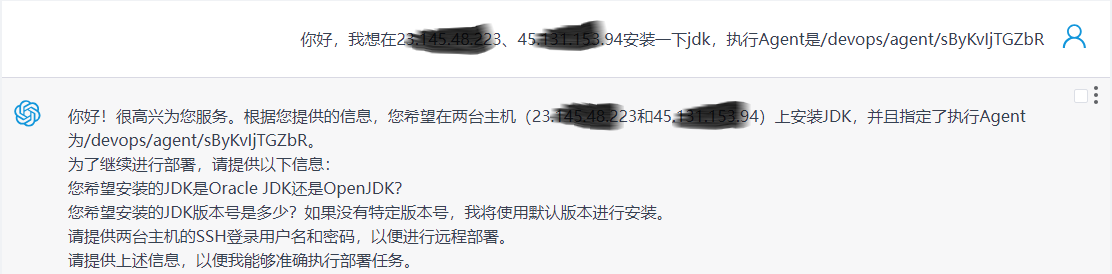 你好，我想在23.145.48.223、45.131.153.94安装一下jdk，执行Agent是/devops/agent/sByKvIjTGZbR
你好！很高兴为您服务。根据您提供的信息，您希望在两台主机（23.145.48.223和45.131.153.94）上安装JDK，并且指定了执行Agent
为/devops/agent/sByKvIjTGZbR。
为了继续进行部署，请提供以下信息：
您希望安装的JDK是Oracle JDK还是OpenJDK？
您希望安装的JDK版本号是多少？如果没有特定版本号，我将使用默认版本进行安装。
请提供两台主机的SSH登录用户名和密码，以便进行远程部署。
请提供上述信息，以便我能够准确执行部署任务。